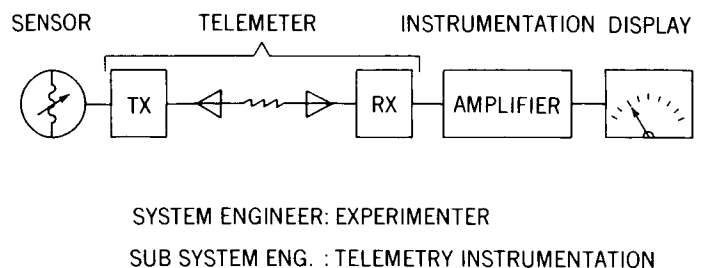 SENSOR TELEMETER INSTRUMENTATION DISPLAY
TX RX AMPLIFIER
SYSTEM ENGINEER: EXPERIMENTER
SUB SYSTEM ENG. : TELEMETRY INSTRUMENTATION